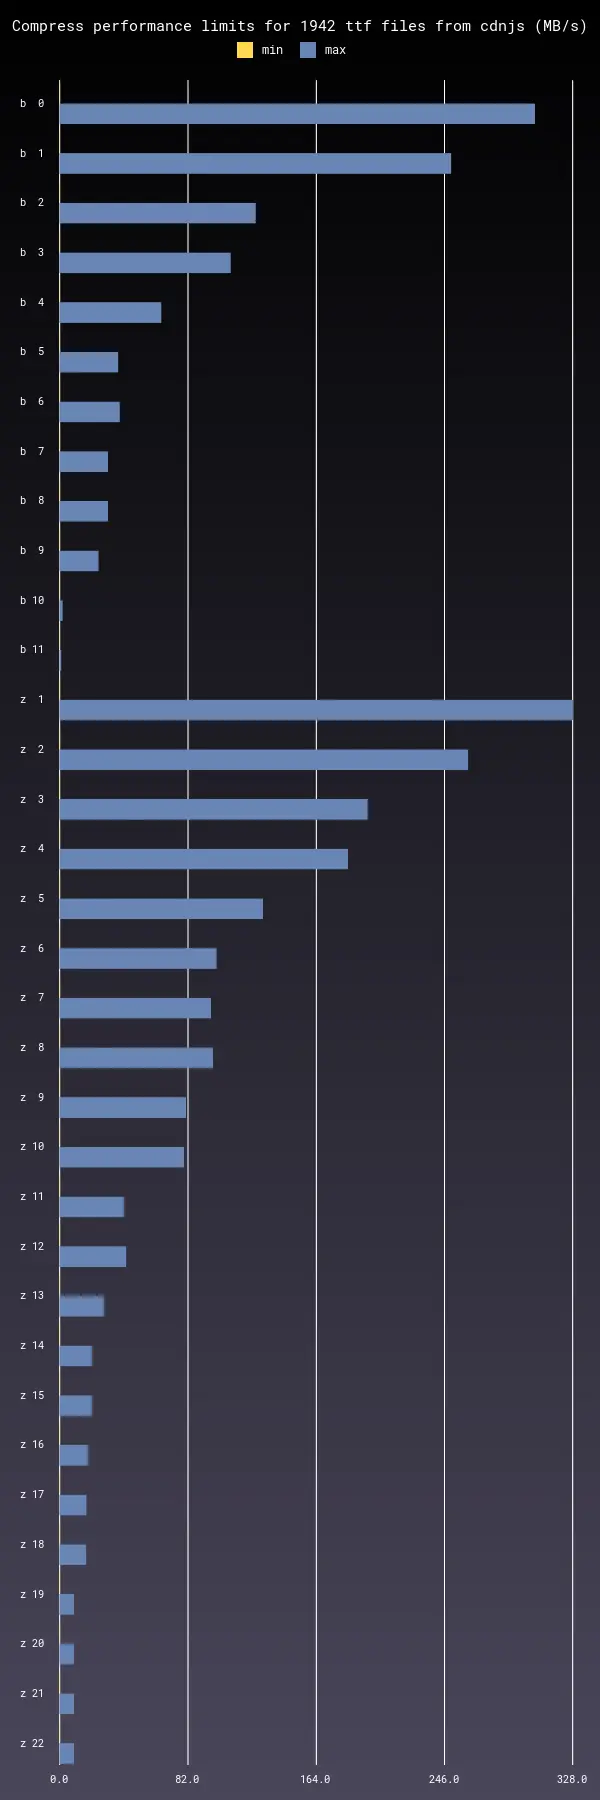 Compress performance limits for 1942 ttf files from cdnjs (MB/s)
min max
b 0
b 1
b 2
b 3
b 4
b 5
b 6
b 7
b 8
b 9
b 10
b 11
z 1
z 2
z 3
z 4
z 5
z 6
z 7
z 8
z 9
z 10
z 11
z 12
z 13
z 14
z 15
z 16
z 17
z 18
z 19
z 20
z 21
z 22
0.0 82.0 164.0 246.0 328.0